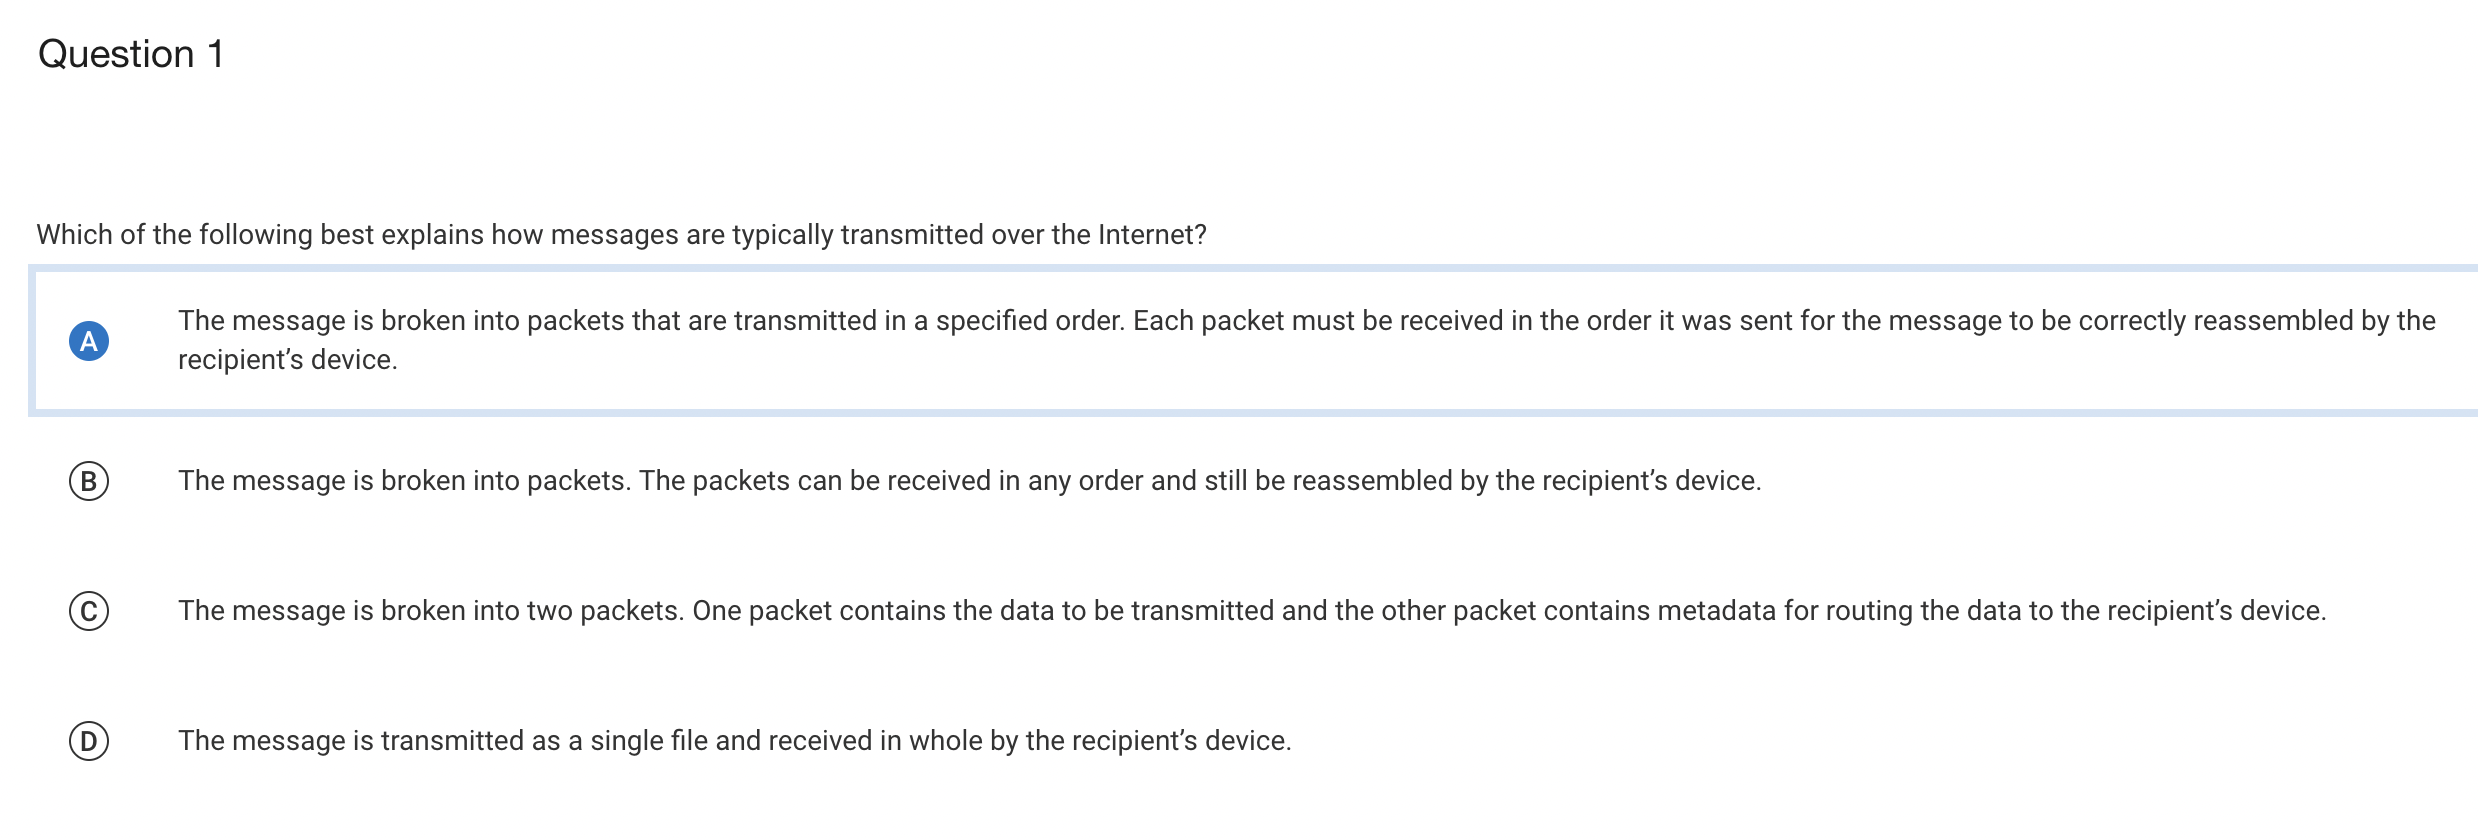 Question 1
Which of the following best explains how messages are typically transmitted over the Internet?
A The message is broken into packets that are transmitted in a specified order. Each packet must be received in the order it was sent for the message to be correctly reassembled by the
recipient’s device.
B The message is broken into packets. The packets can be received in any order and still be reassembled by the recipient’s device.
C The message is broken into two packets. One packet contains the data to be transmitted and the other packet contains metadata for routing the data to the recipient’s device.
D The message is transmitted as a single file and received in whole by the recipient’s device.